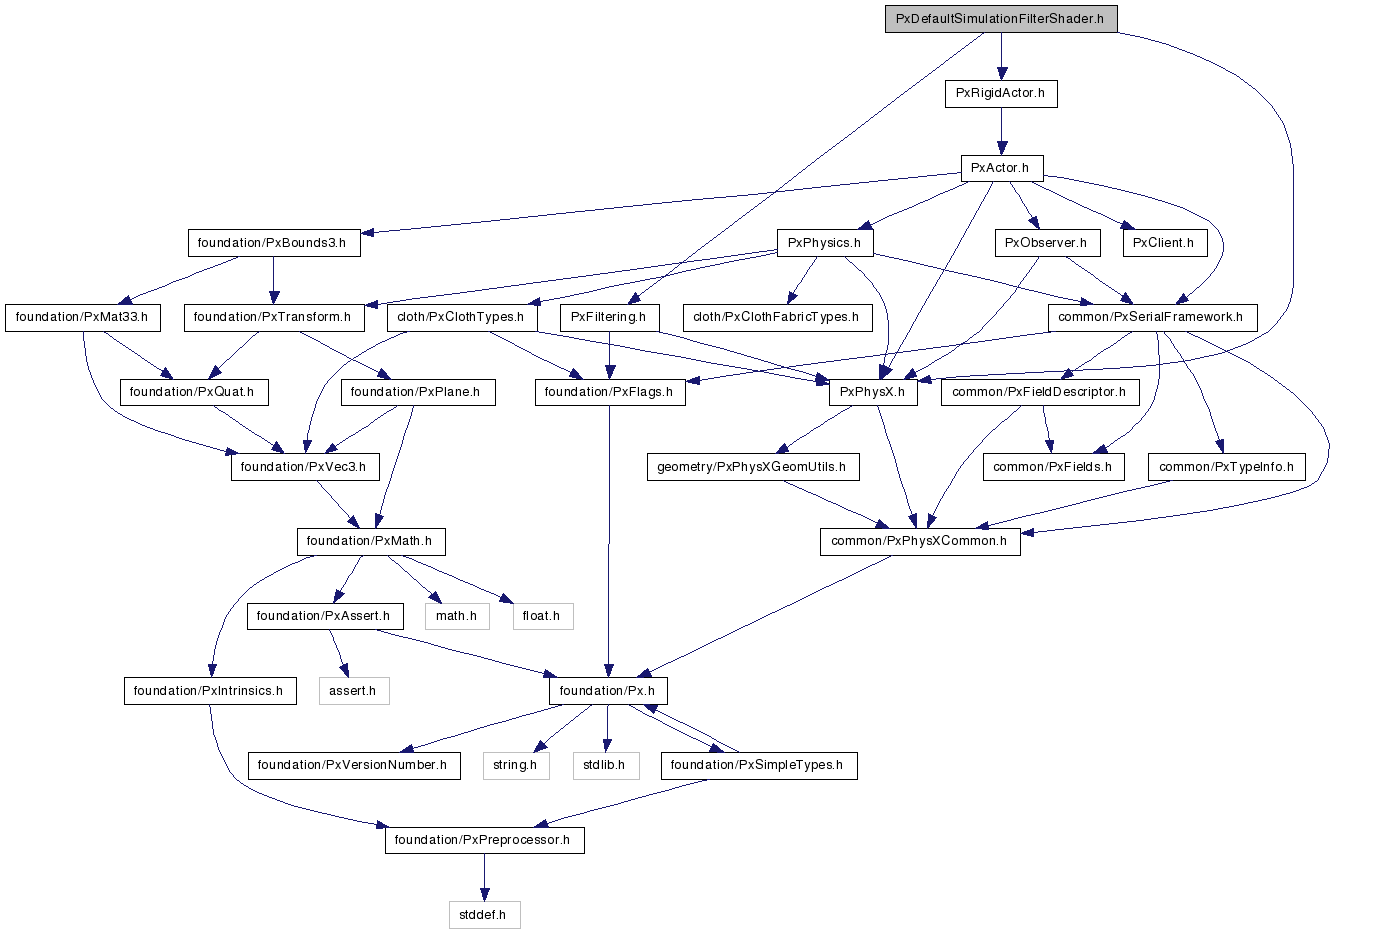 PxDefaultSimulationFilterShader.h
PxRigidActor.h
PxActor.h
foundation/PxBounds3.h
PxPhysics.h
PxObserver.h
PxClient.h
foundation/PxMat33.h
foundation/PxTransform.h
cloth/PxClothTypes.h
PxFiltering.h
cloth/PxClothFabricTypes.h
common/PxSerialFramework.h
foundation/PxQuat.h
foundation/PxPlane.h
foundation/PxFlags.h
PxPhysX.h
common/PxFieldDescriptor.h
foundation/PxVec3.h
geometry/PxPhysXGeomUtils.h
common/PxFields.h
common/PxTypeInfo.h
foundation/PxMath.h
common/PxPhysXCommon.h
foundation/PxAssert.h
math.h
float.h
foundation/PxIntrinsics.h
assert.h
foundation/Px.h
foundation/PxVersionNumber.h
string.h
stdlib.h
foundation/PxSimpleTypes.h
foundation/PxPreprocessor.h
stddef.h